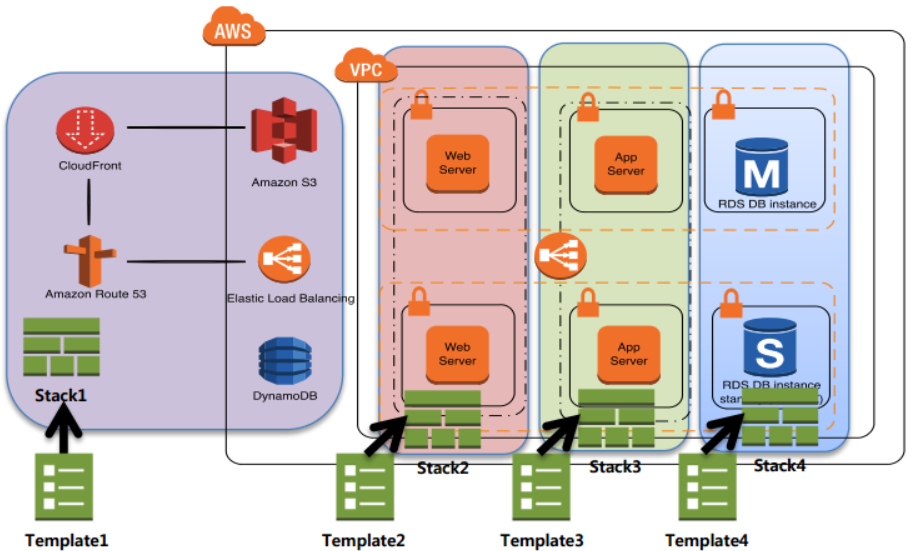 AWS
VPC
CloudFront
Amazon S3
Web
Server
App
Server
M
RDS DB instance
Amazon Route 53
Elastic Load Balancing
Web
Server
App
Server
S
RDS DB instance
DynamoDB
Stack1
Stack2
Stack3
Stack4
Template1
Template2
Template3
Template4